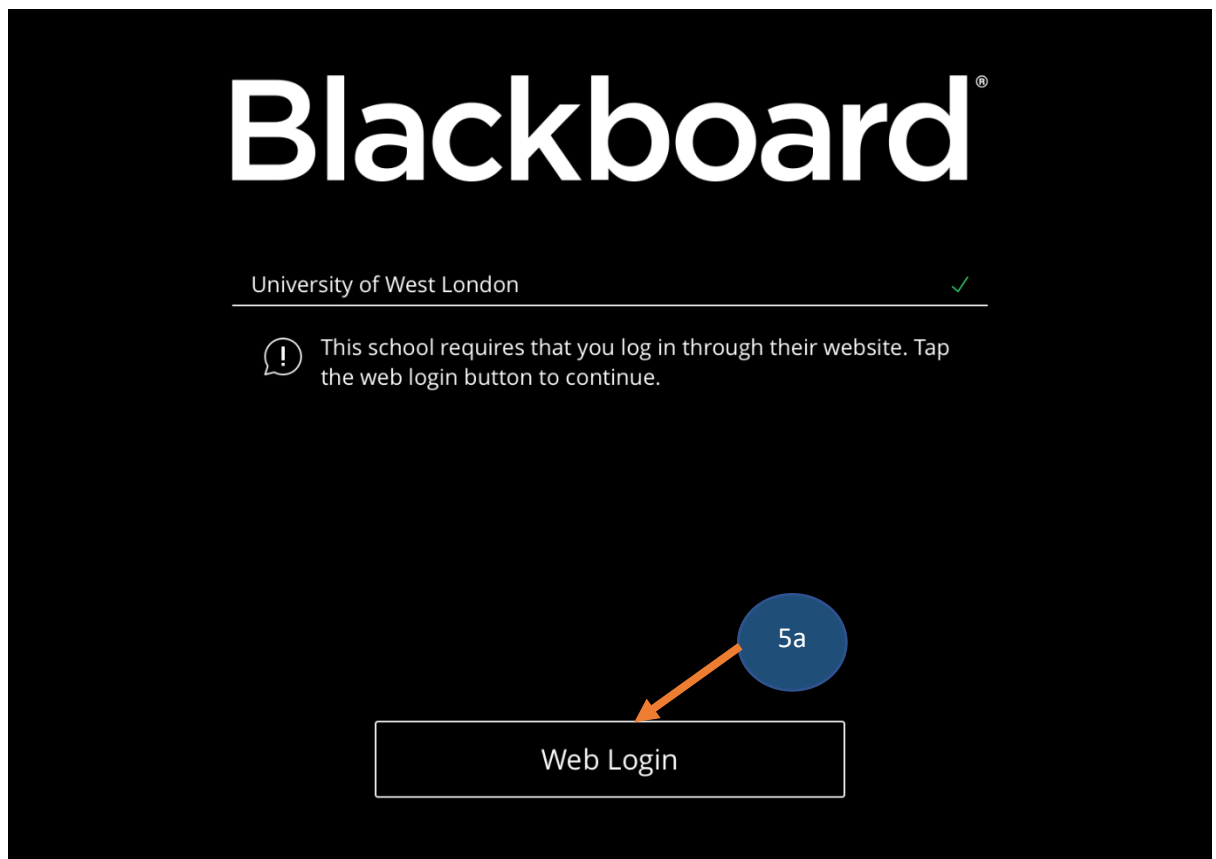 Blackboard®
University of West London
This school requires that you log in through their website. Tap
the web login button to continue.
5a
Web Login